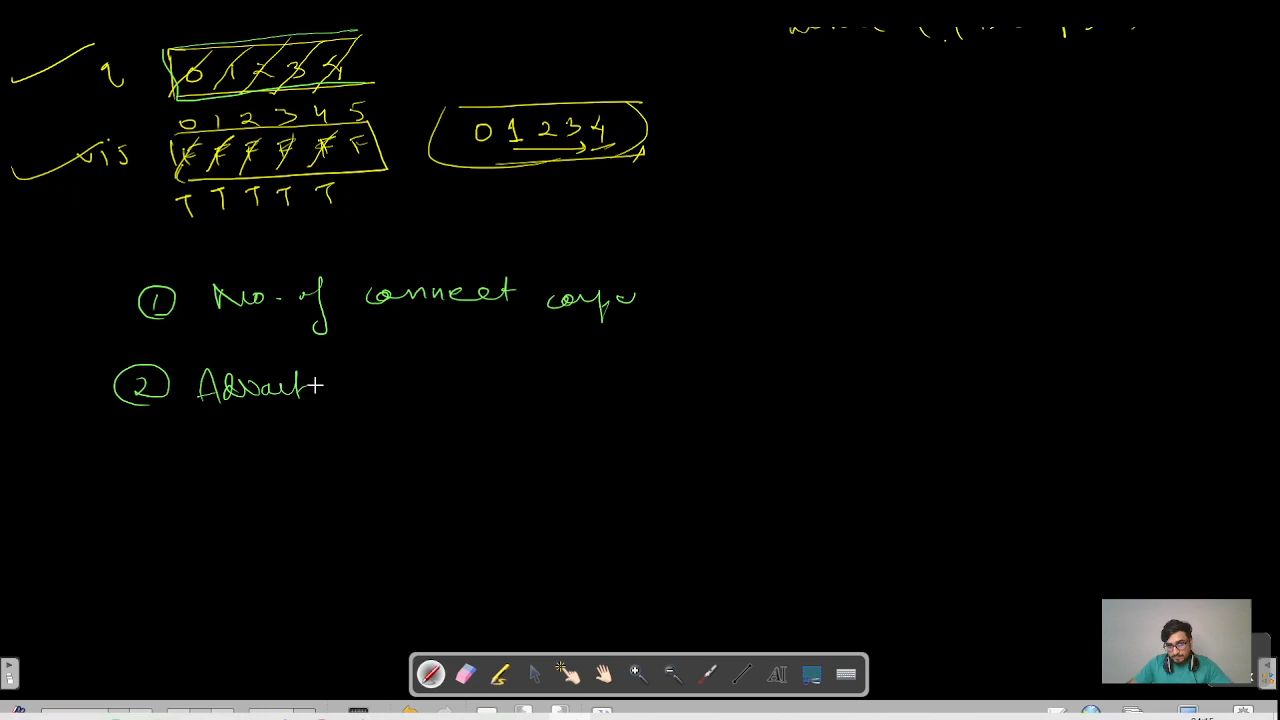 q 0 1 2 3 4
0 1 2 3 4 5
vis F F F F F F
T T T T T
0 1 2 3 4
① No. of connect
② Advant